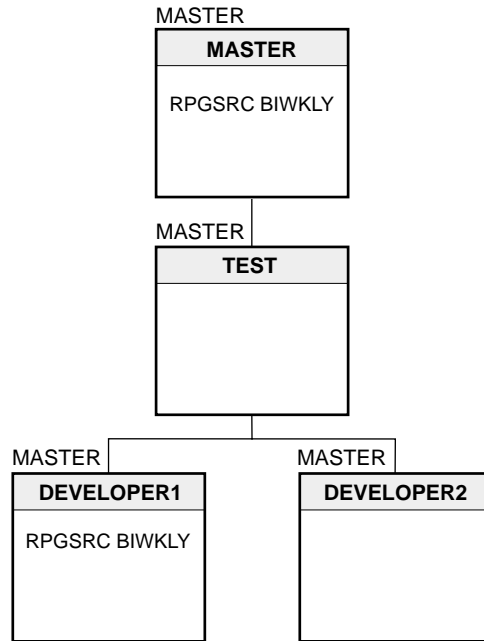 MASTER
MASTER
RPGSRC BIWKLY
MASTER
TEST
MASTER
MASTER
DEVELOPER1
DEVELOPER2
RPGSRC BIWKLY